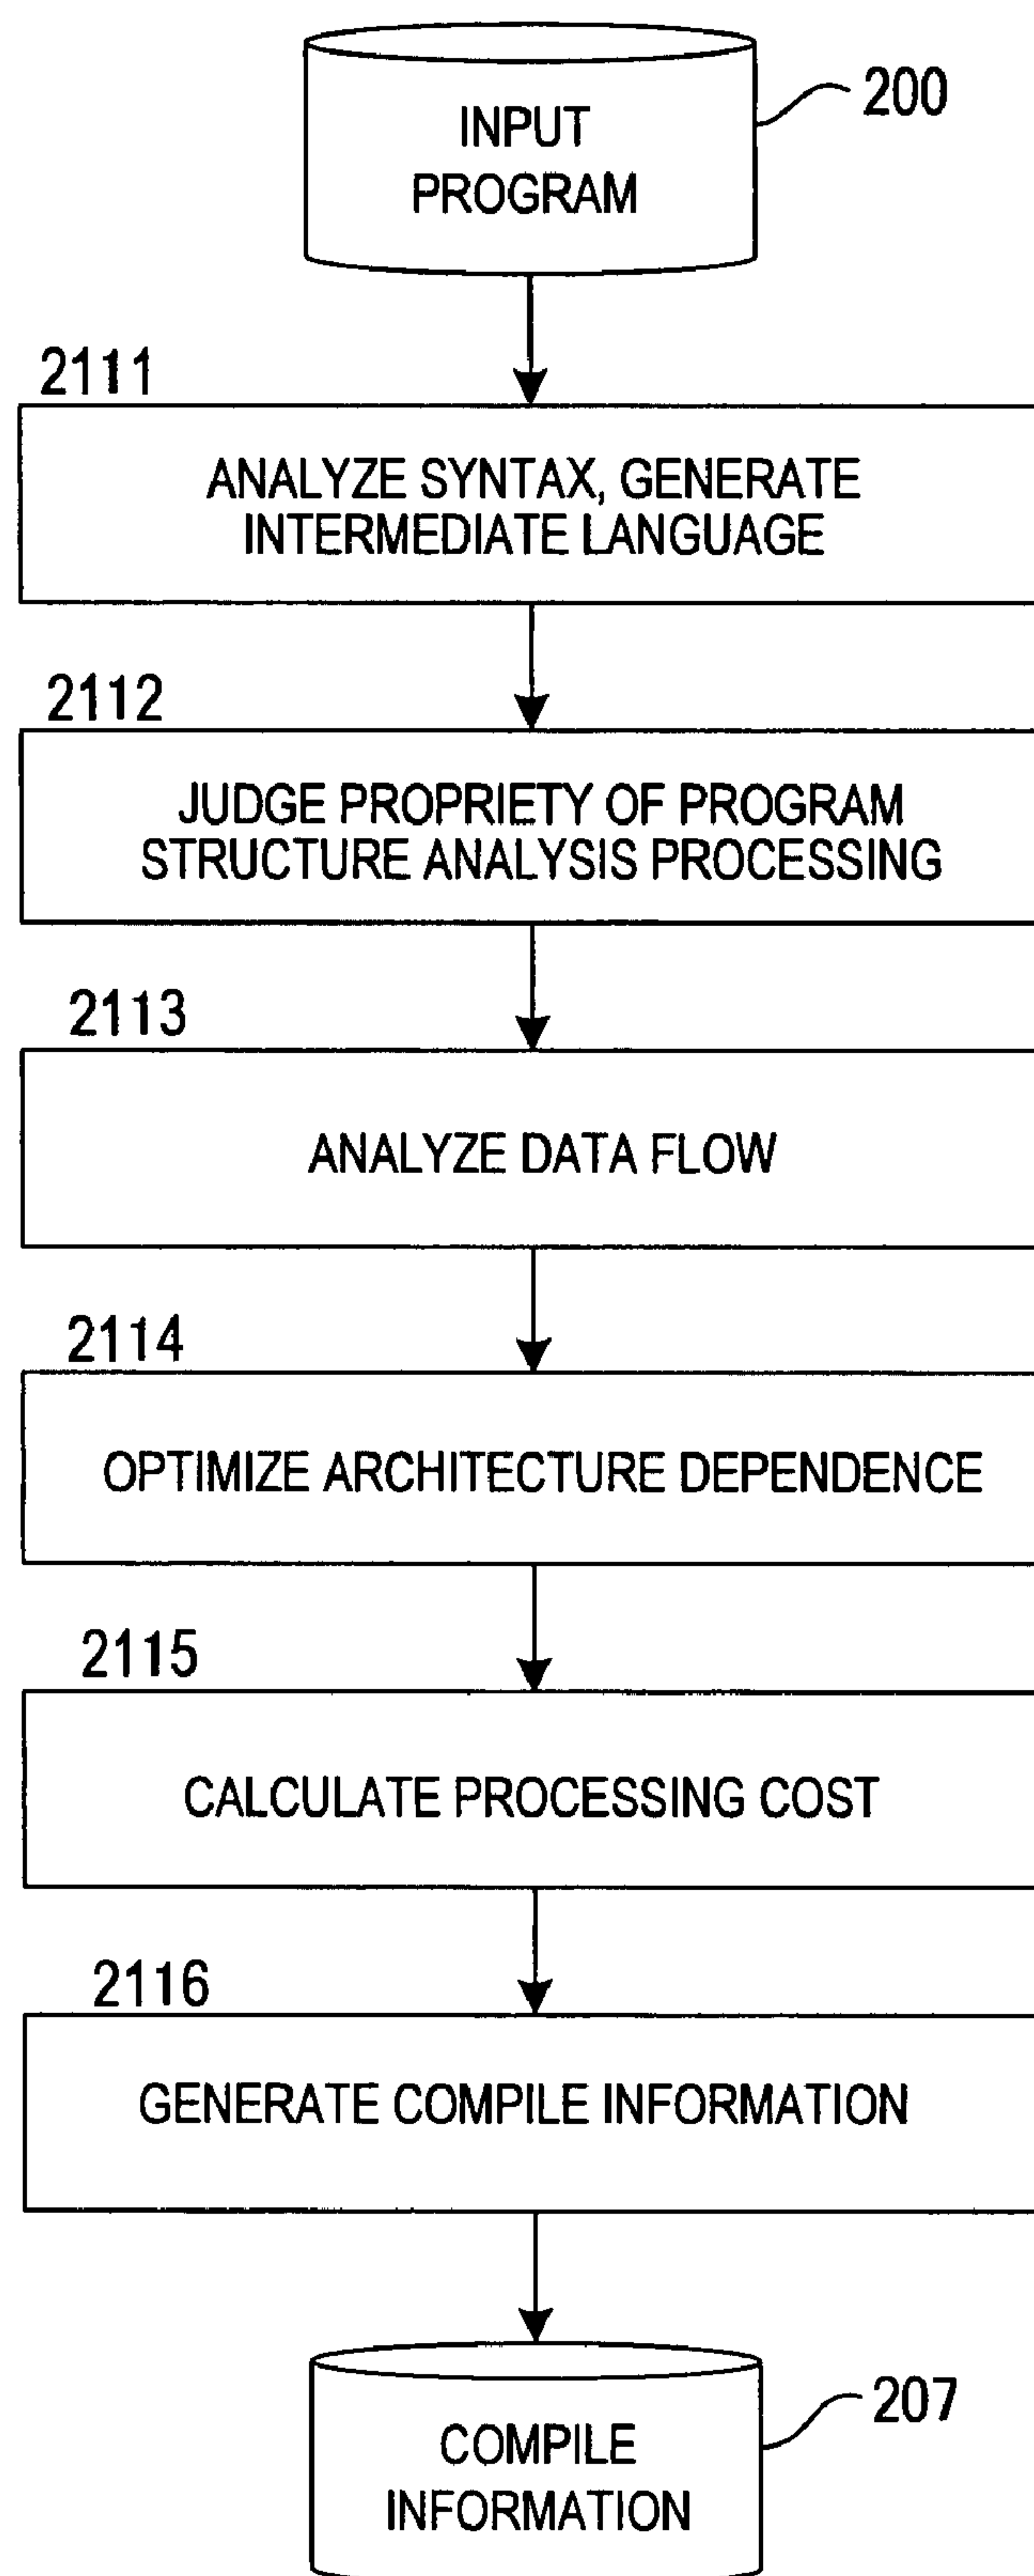 INPUT
PROGRAM
200
2111
ANALYZE SYNTAX, GENERATE
INTERMEDIATE LANGUAGE
2112
JUDGE PROPRIETY OF PROGRAM
STRUCTURE ANALYSIS PROCESSING
2113
ANALYZE DATA FLOW
2114
OPTIMIZE ARCHITECTURE DEPENDENCE
2115
CALCULATE PROCESSING COST
2116
GENERATE COMPILE INFORMATION
COMPILE
INFORMATION
207